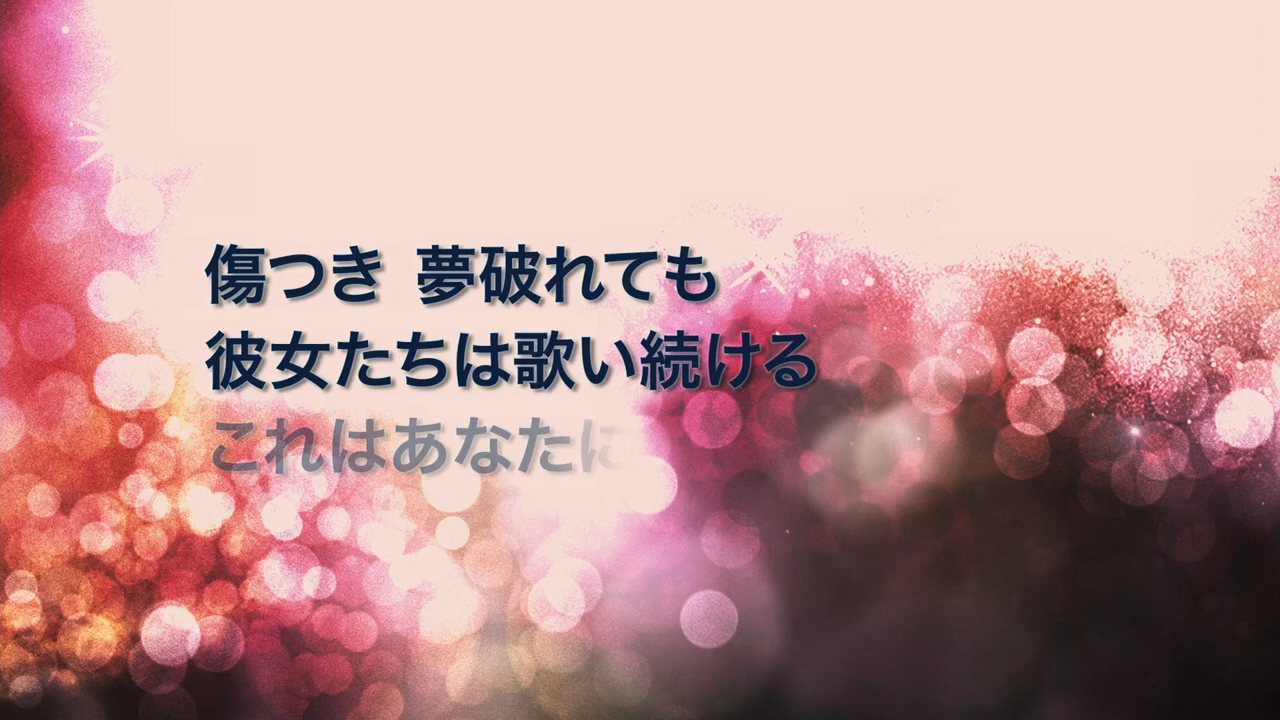 傷つき 夢破れても
彼女たちは歌い続ける
これはあなたに